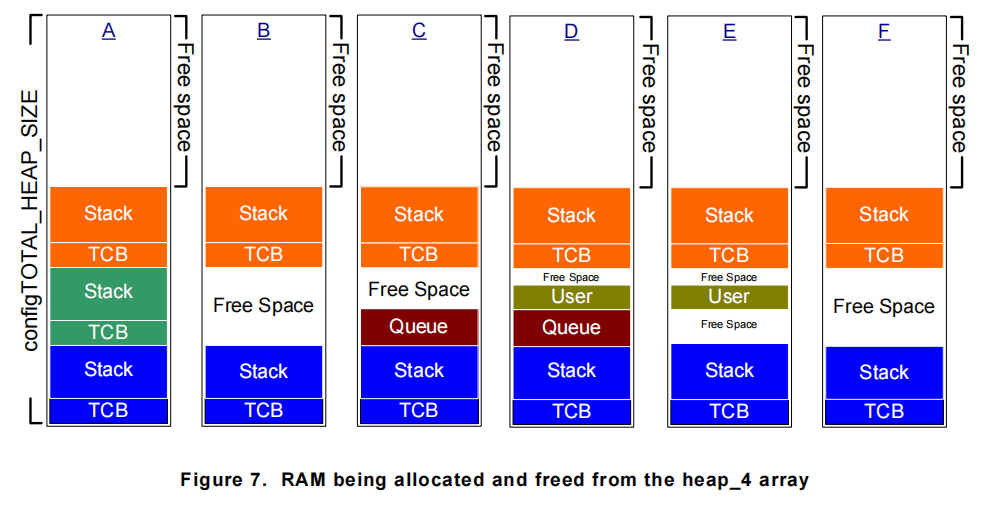 configTOTAL_HEAP_SIZE
A
Free space
Stack
TCB
Stack
TCB
Stack
TCB
B
Free space
Stack
TCB
Free Space
Stack
TCB
C
Free space
Stack
TCB
Free Space
Queue
Stack
TCB
D
Free space
Stack
TCB
Free Space
User
Queue
Stack
TCB
E
Free space
Stack
TCB
Free Space
User
Free Space
Stack
TCB
F
Free space
Stack
TCB
Free Space
Stack
TCB
Figure 7. RAM being allocated and freed from the heap_4 array